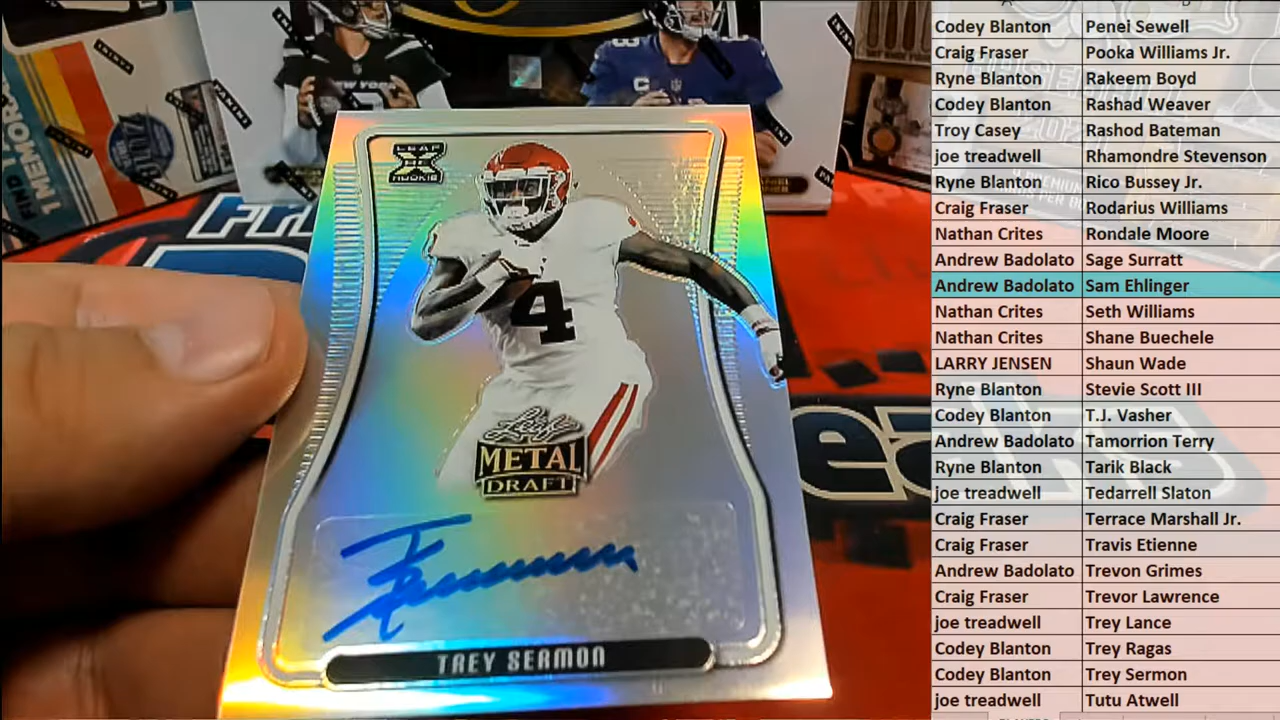 FIND 1 MEMORA
PANINI
NEW YORK
C
LEAF
X
ROOKIE
4
Leaf
METAL
DRAFT
TREY SERMON
Codey Blanton Penei Sewell
Craig Fraser Pooka Williams Jr.
Ryne Blanton Rakeem Boyd
Codey Blanton Rashad Weaver
Troy Casey Rashod Bateman
joe treadwell Rhamondre Stevenson
Ryne Blanton Rico Bussey Jr.
Craig Fraser Rodarius Williams
Nathan Crites Rondale Moore
Andrew Badolato Sage Surratt
Andrew Badolato Sam Ehlinger
Nathan Crites Seth Williams
Nathan Crites Shane Buechele
LARRY JENSEN Shaun Wade
Ryne Blanton Stevie Scott III
Codey Blanton T.J. Vasher
Andrew Badolato Tamorrion Terry
Ryne Blanton Tarik Black
joe treadwell Tedarrell Slaton
Craig Fraser Terrace Marshall Jr.
Craig Fraser Travis Etienne
Andrew Badolato Trevon Grimes
Craig Fraser Trevor Lawrence
joe treadwell Trey Lance
Codey Blanton Trey Ragas
Codey Blanton Trey Sermon
joe treadwell Tutu Atwell